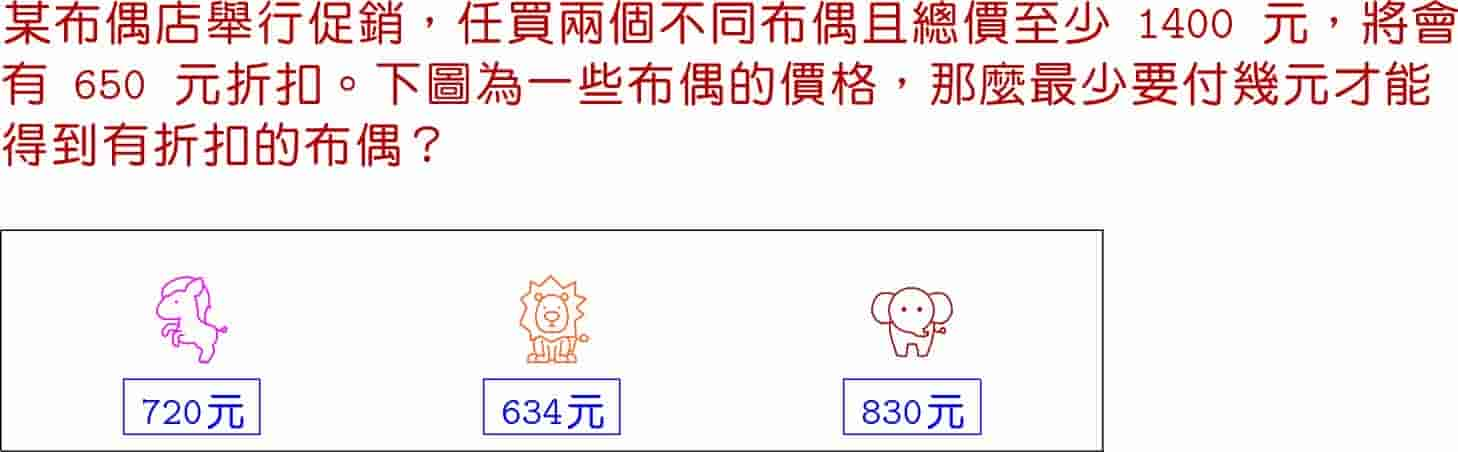 某布偶店舉行促銷，任買兩個不同布偶且總價至少 1400 元，將會
有 650 元折扣。下圖為一些布偶的價格，那麼最少要付幾元才能
得到有折扣的布偶？
720元 634元 830元